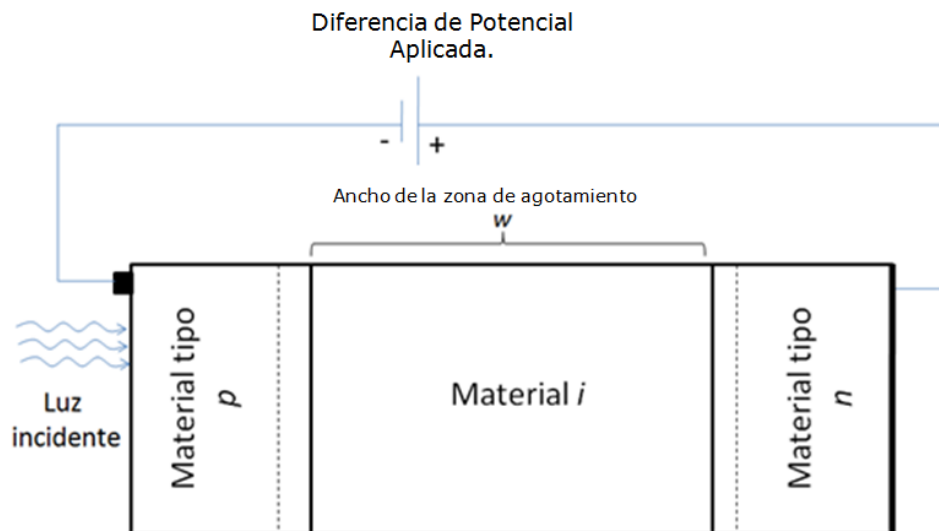 Diferencia de Potencial
Aplicada.
- +
Ancho de la zona de agotamiento
w
Material tipo
p
Material i
Material tipo
n
Luz
incidente